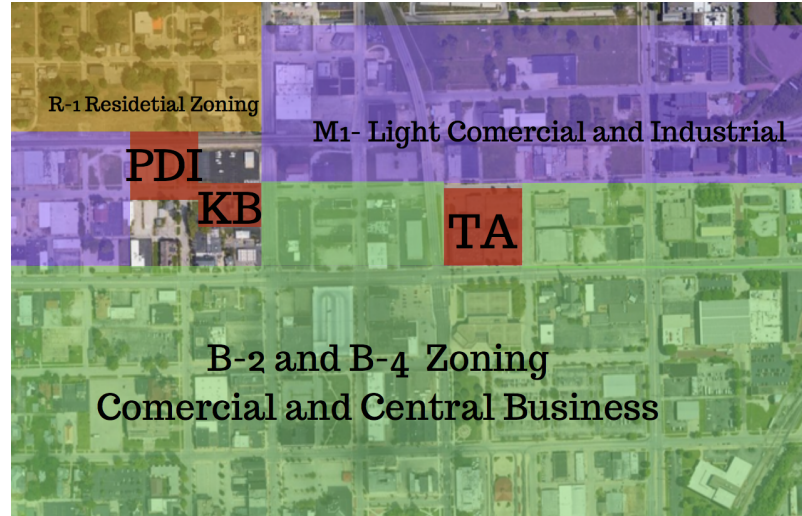 R-1 Residetial Zoning
M1- Light Comercial and Industrial
PDI
KB
TA
B-2 and B-4 Zoning
Comercial and Central Business